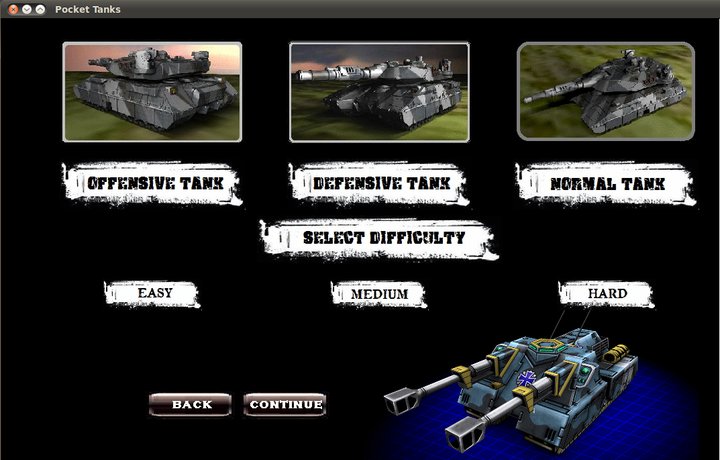 Pocket Tanks
OFFENSIVE TANK
DEFENSIVE TANK
NORMAL TANK
SELECT DIFFICULTY
EASY
MEDIUM
HARD
BACK
CONTINUE